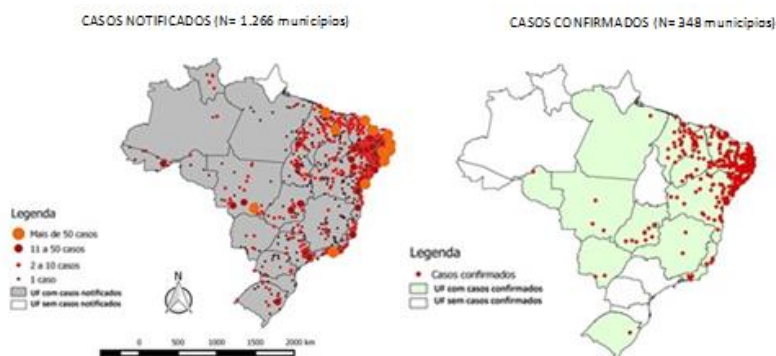 CASOS NOTIFICADOS (N= 1.266 municípios)
CASOS CONFIRMADOS (N= 348 municípios)
Legenda
Mais de 50 casos
11 a 50 casos
2 a 10 casos
1 caso
UF com casos notificados
UF sem casos notificados
N
0 500 1000 1500 2000 km
Legenda
Casos confirmados
UF com casos confirmados
UF sem casos confirmados